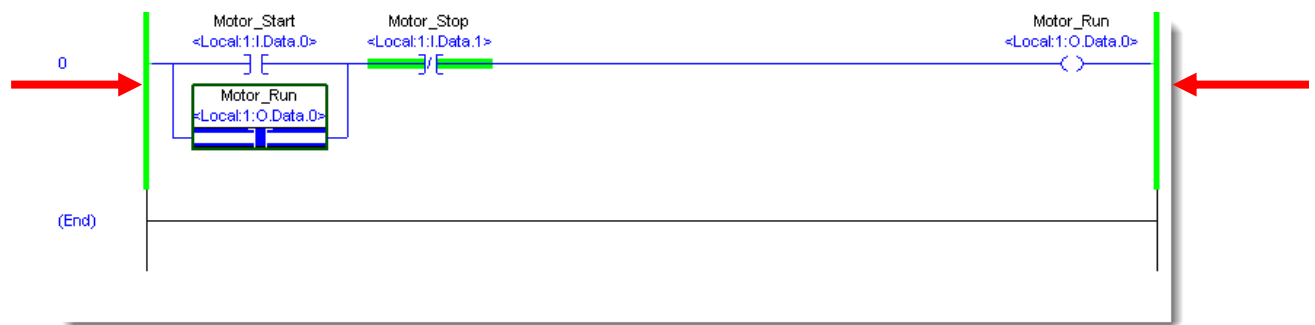 Motor_Start
<Local:1:I.Data.0>
Motor_Stop
<Local:1:I.Data.1>
Motor_Run
<Local:1:O.Data.0>
0
Motor_Run
<Local:1:O.Data.0>
(End)